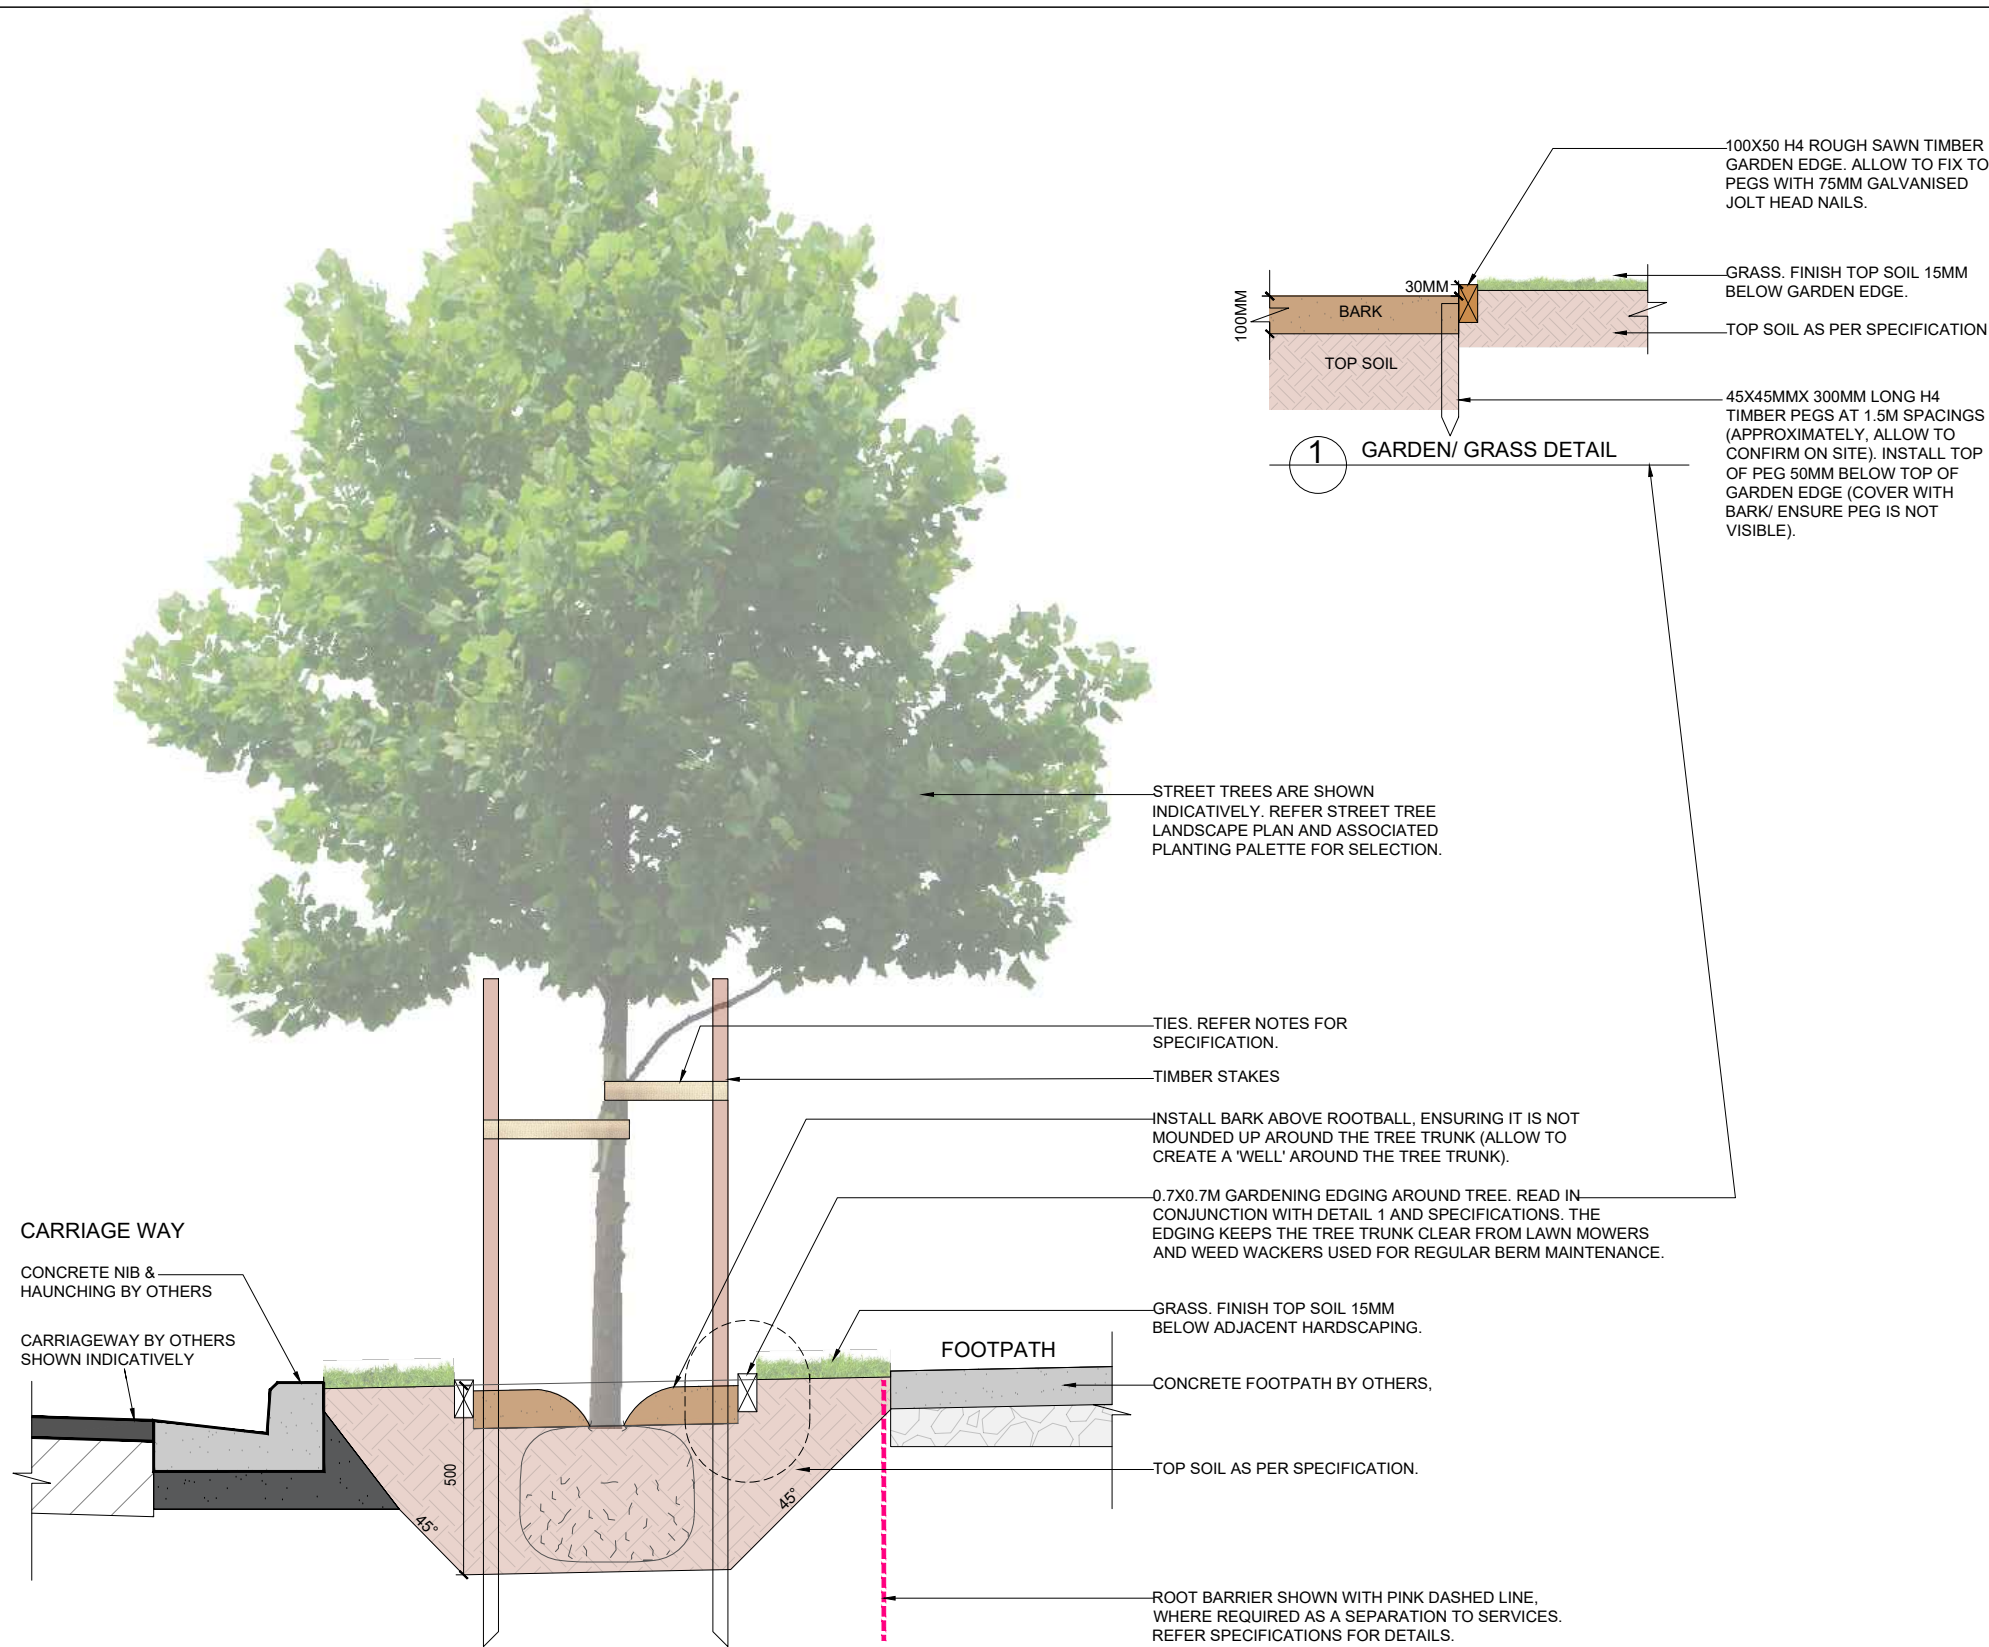 100X50 H4 ROUGH SAWN TIMBER
GARDEN EDGE. ALLOW TO FIX TO
PEGS WITH 75MM GALVANISED
JOLT HEAD NAILS.
GRASS. FINISH TOP SOIL 15MM
BELOW GARDEN EDGE.
30MM
100MM
BARK
TOP SOIL AS PER SPECIFICATION
TOP SOIL
45X45MMX 300MM LONG H4
TIMBER PEGS AT 1.5M SPACINGS
(APPROXIMATELY, ALLOW TO
CONFIRM ON SITE). INSTALL TOP
OF PEG 50MM BELOW TOP OF
GARDEN EDGE (COVER WITH
BARK/ ENSURE PEG IS NOT
VISIBLE).
1 GARDEN/ GRASS DETAIL
STREET TREES ARE SHOWN
INDICATIVELY. REFER STREET TREE
LANDSCAPE PLAN AND ASSOCIATED
PLANTING PALETTE FOR SELECTION.
TIES. REFER NOTES FOR
SPECIFICATION.
TIMBER STAKES
INSTALL BARK ABOVE ROOTBALL, ENSURING IT IS NOT
MOUNDED UP AROUND THE TREE TRUNK (ALLOW TO
CREATE A 'WELL' AROUND THE TREE TRUNK).
0.7X0.7M GARDENING EDGING AROUND TREE. READ IN
CONJUNCTION WITH DETAIL 1 AND SPECIFICATIONS. THE
EDGING KEEPS THE TREE TRUNK CLEAR FROM LAWN MOWERS
AND WEED WACKERS USED FOR REGULAR BERM MAINTENANCE.
CARRIAGE WAY
CONCRETE NIB &
HAUNCHING BY OTHERS
CARRIAGEWAY BY OTHERS
SHOWN INDICATIVELY
GRASS. FINISH TOP SOIL 15MM
BELOW ADJACENT HARDSCAPING.
FOOTPATH
CONCRETE FOOTPATH BY OTHERS,
TOP SOIL AS PER SPECIFICATION.
500
45°
45°
ROOT BARRIER SHOWN WITH PINK DASHED LINE,
WHERE REQUIRED AS A SEPARATION TO SERVICES.
REFER SPECIFICATIONS FOR DETAILS.